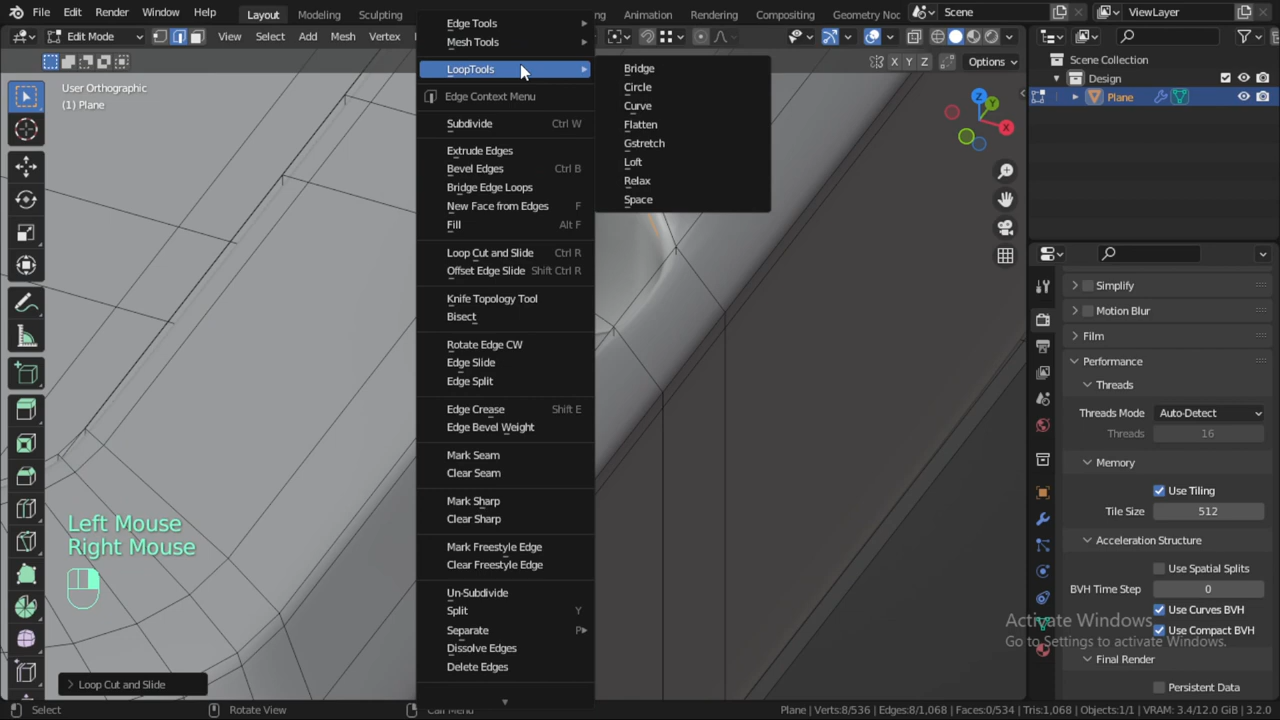 File Edit Render Window Help Layout Modeling Sculpting Animation Rendering Compositing Geometry Noc Scene ViewLayer
Edit Mode View Select Add Mesh Vertex
X Y Z Options
User Orthographic
(1) Plane
Edge Tools
Mesh Tools
LoopTools
Edge Context Menu
Subdivide Ctrl W
Extrude Edges
Bevel Edges Ctrl B
Bridge Edge Loops
New Face from Edges F
Fill Alt F
Loop Cut and Slide Ctrl R
Offset Edge Slide Shift Ctrl R
Knife Topology Tool
Bisect
Rotate Edge CW
Edge Slide
Edge Split
Edge Crease Shift E
Edge Bevel Weight
Mark Seam
Clear Seam
Mark Sharp
Clear Sharp
Mark Freestyle Edge
Clear Freestyle Edge
Un-Subdivide
Split Y
Separate P
Dissolve Edges
Delete Edges
Bridge
Circle
Curve
Flatten
Gstretch
Loft
Relax
Space
Z
Y
X
Scene Collection
Design
Plane
Simplify
Motion Blur
Film
Performance
Threads
Threads Mode Auto-Detect
Threads 16
Memory
Use Tiling
Tile Size 512
Acceleration Structure
Use Spatial Splits
BVH Time Step 0
Use Curves BVH
Use Compact BVH
Final Render
Persistent Data
Activate Windows
Go to Settings to activate Windows.
Left Mouse
Right Mouse
Loop Cut and Slide
Select Rotate View Call Menu Plane | Verts:8/536 | Edges:8/1,068 | Faces:0/534 | Tris:1,068 | Objects:1/1 | VRAM: 3.4/12.0 GiB | 3.2.0